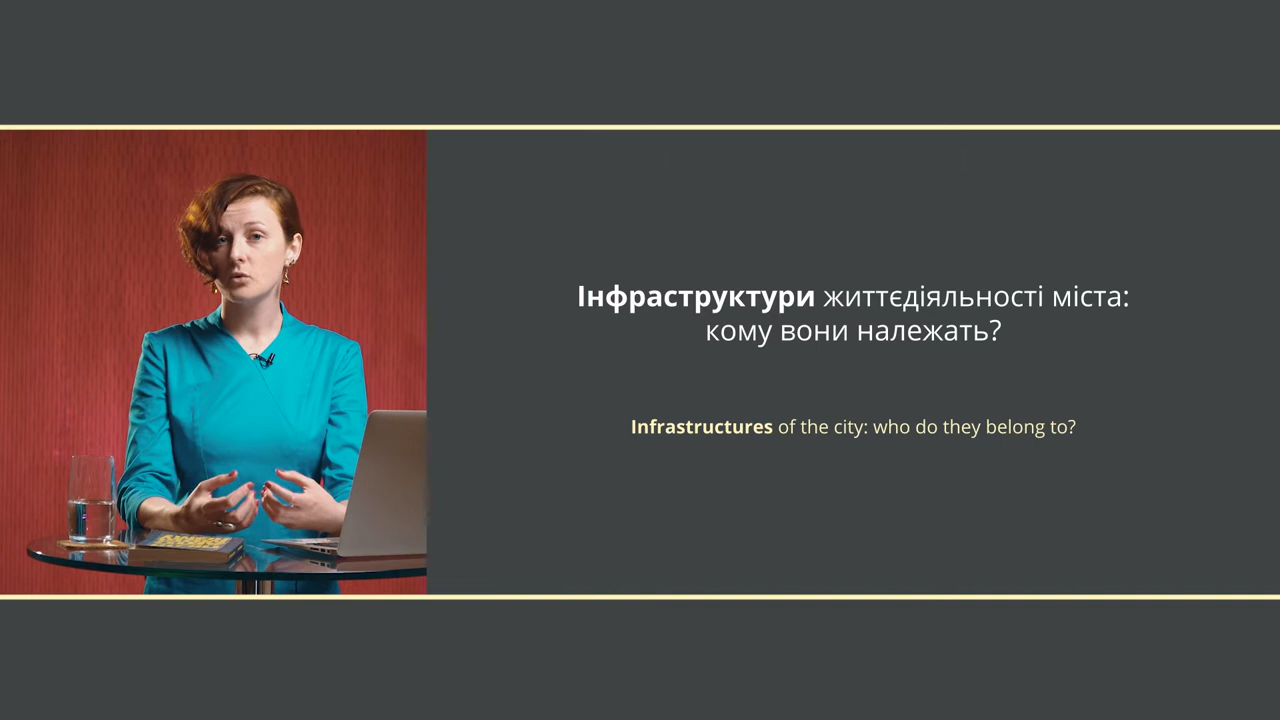 Інфраструктури життєдіяльності міста:
кому вони належать?
Infrastructures of the city: who do they belong to?